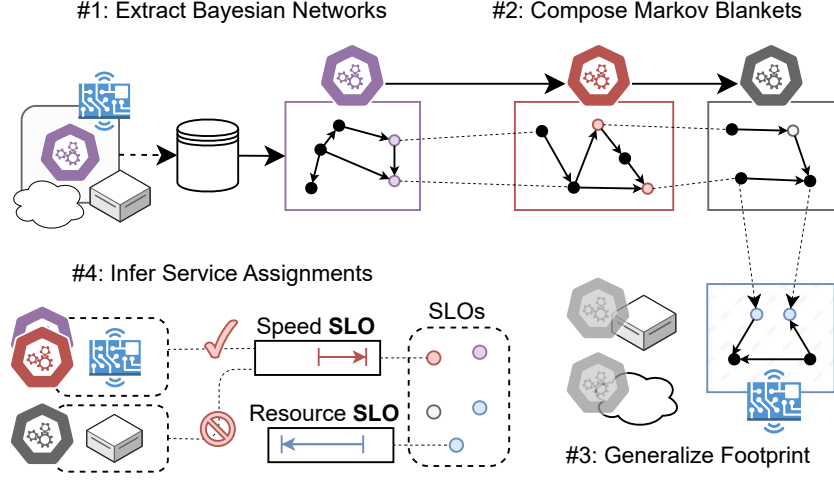 #1: Extract Bayesian Networks
#2: Compose Markov Blankets
#4: Infer Service Assignments
Speed SLO
SLOs
Resource SLO
#3: Generalize Footprint